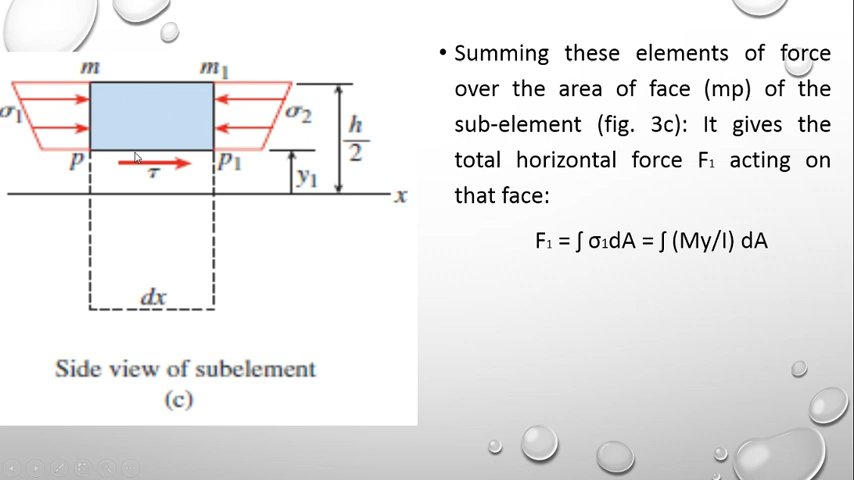 m
m1
σ1
σ2
h
2
p
τ
p1
y1
x
dx
Side view of subelement
(c)
• Summing these elements of force
over the area of face (mp) of the
sub-element (fig. 3c): It gives the
total horizontal force F1 acting on
that face:
F1 = ∫ σ1dA = ∫ (My/I) dA